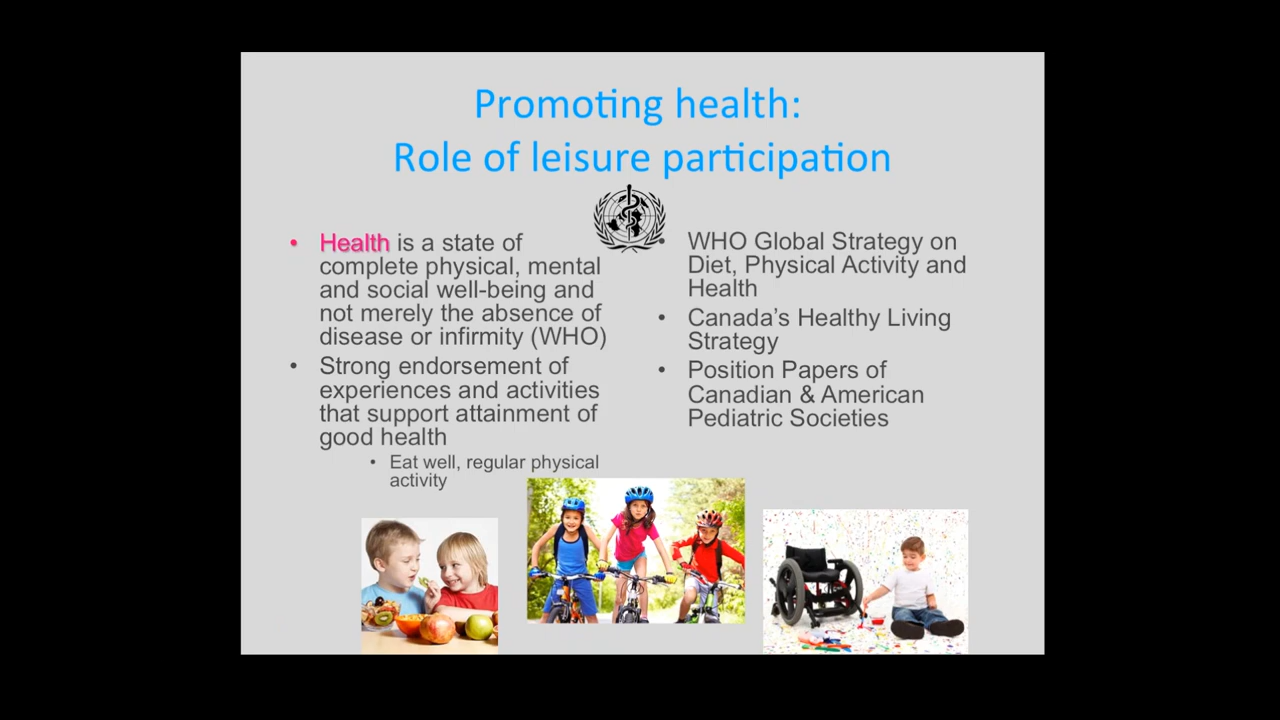 Promoting health:
Role of leisure participation
• Health is a state of
complete physical, mental
and social well-being and
not merely the absence of
disease or infirmity (WHO)
• Strong endorsement of
experiences and activities
that support attainment of
good health
• Eat well, regular physical
activity
• WHO Global Strategy on
Diet, Physical Activity and
Health
• Canada’s Healthy Living
Strategy
• Position Papers of
Canadian & American
Pediatric Societies